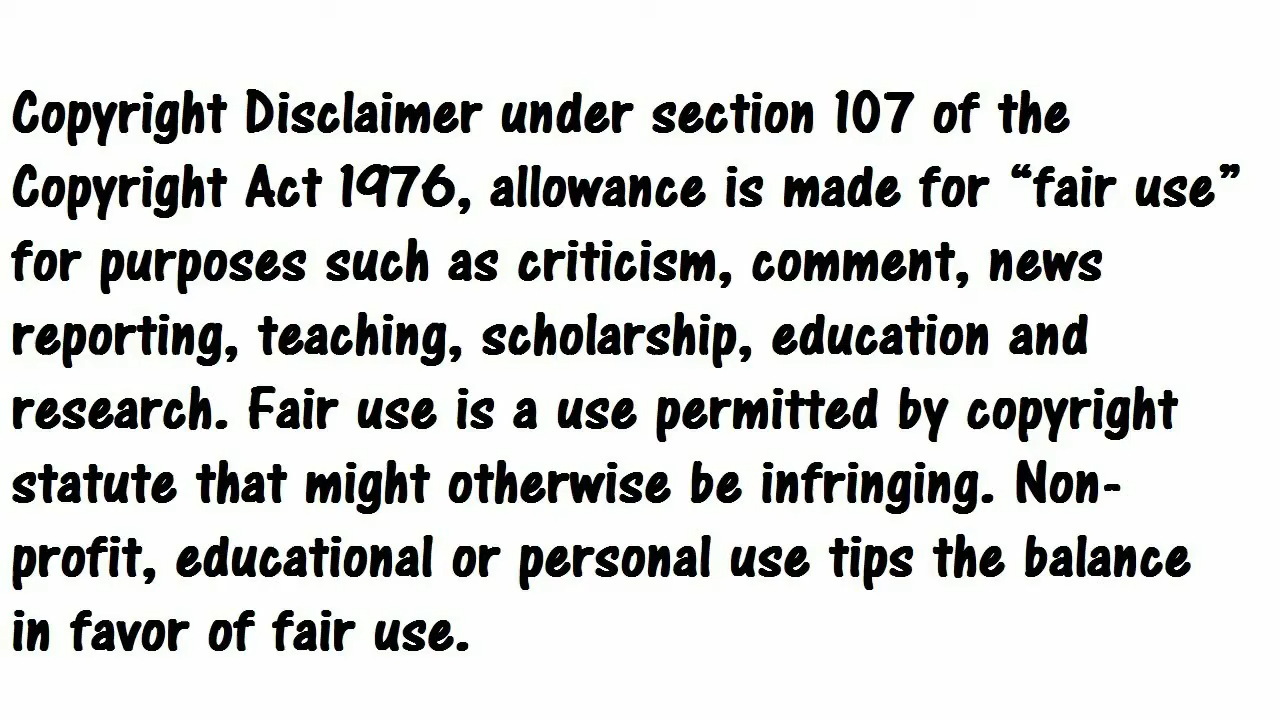 Copyright Disclaimer under section 107 of the
Copyright Act 1976, allowance is made for “fair use”
for purposes such as criticism, comment, news
reporting, teaching, scholarship, education and
research. Fair use is a use permitted by copyright
statute that might otherwise be infringing. Non-
profit, educational or personal use tips the balance
in favor of fair use.